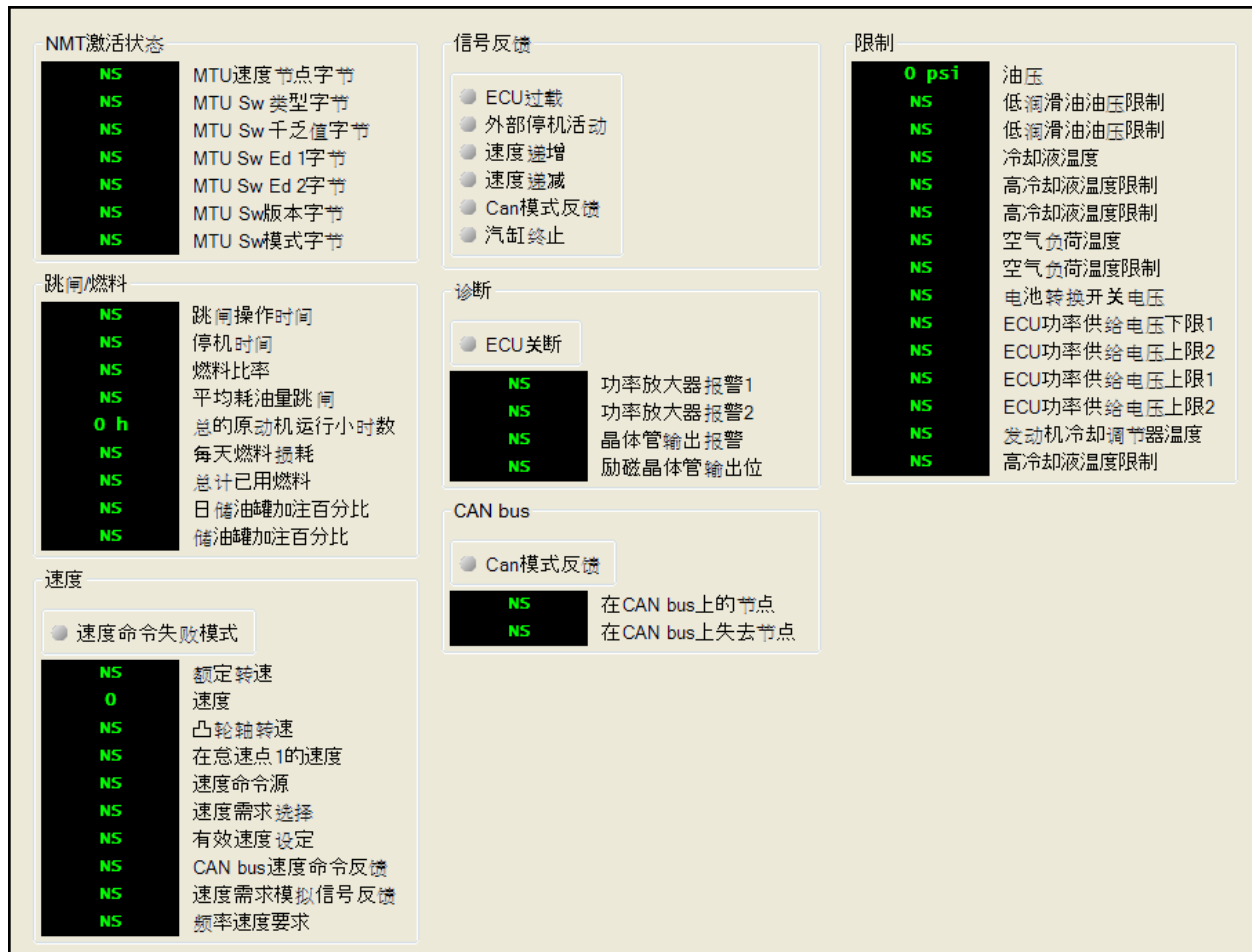 NMT激活状态
NS MTU速度节点字节
NS MTU Sw 类型字节
NS MTU Sw 千乏值字节
NS MTU Sw Ed 1字节
NS MTU Sw Ed 2字节
NS MTU Sw版本字节
NS MTU Sw模式字节
跳闸/燃料
NS 跳闸操作时间
NS 停机时间
NS 燃料比率
NS 平均耗油量跳闸
0 h 总的原动机运行小时数
NS 每天燃料损耗
NS 总计已用燃料
NS 日储油罐加注百分比
NS 储油罐加注百分比
速度
速度命令失败模式
NS 额定转速
0 速度
NS 凸轮轴转速
NS 在怠速点1的速度
NS 速度命令源
NS 速度需求选择
NS 有效速度设定
NS CAN bus速度命令反馈
NS 速度需求模拟信号反馈
NS 频率速度要求
信号反馈
ECU过载
外部停机活动
速度递增
速度递减
Can模式反馈
汽缸终止
诊断
ECU关断
NS 功率放大器报警1
NS 功率放大器报警2
NS 晶体管输出报警
NS 励磁晶体管输出位
CAN bus
Can模式反馈
NS 在CAN bus上的节点
NS 在CAN bus上失去节点
限制
0 psi 油压
NS 低润滑油油压限制
NS 低润滑油油压限制
NS 冷却液温度
NS 高冷却液温度限制
NS 高冷却液温度限制
NS 空气负荷温度
NS 空气负荷温度限制
NS 电池转换开关电压
NS ECU功率供给电压下限1
NS ECU功率供给电压上限2
NS ECU功率供给电压上限1
NS ECU功率供给电压上限2
NS 发动机冷却调节器温度
NS 高冷却液温度限制